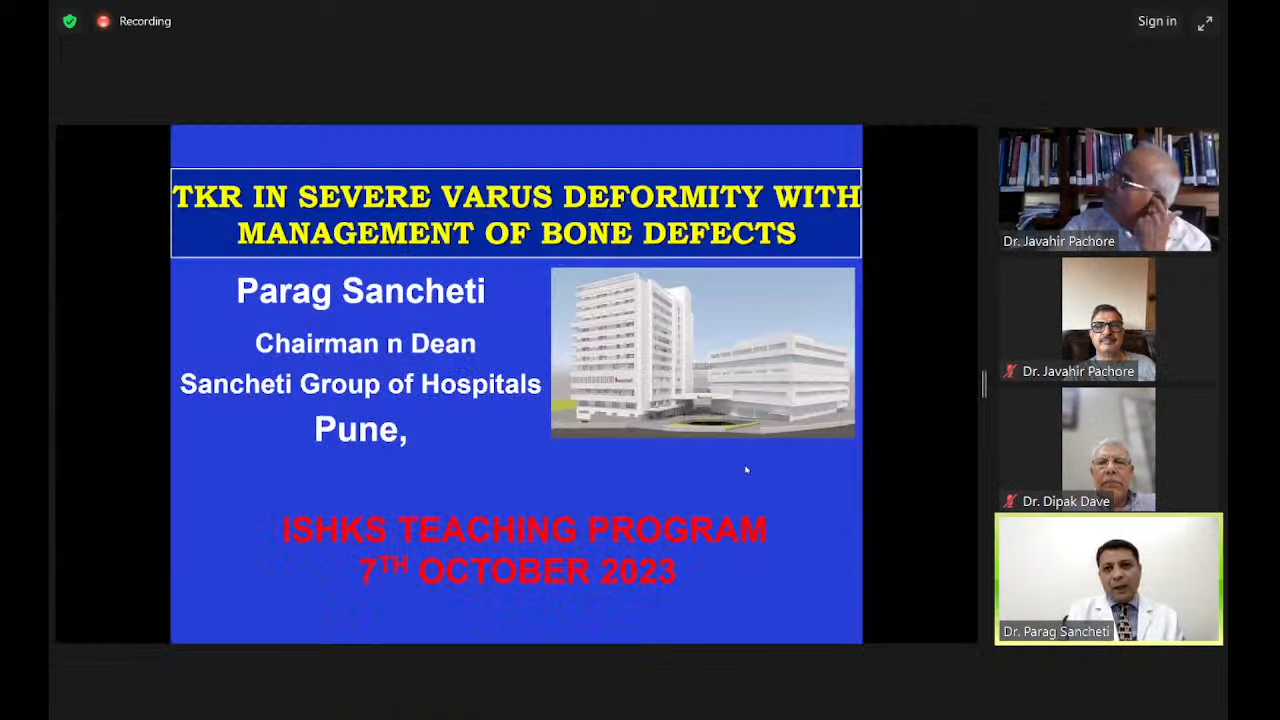 Recording
Sign in
TKR IN SEVERE VARUS DEFORMITY WITH
MANAGEMENT OF BONE DEFECTS
Parag Sancheti
Chairman n Dean
Sancheti Group of Hospitals
Pune,
ISHKS TEACHING PROGRAM
7TH OCTOBER 2023
Dr. Javahir Pachore
Dr. Javahir Pachore
Dr. Dipak Dave
Dr. Parag Sancheti